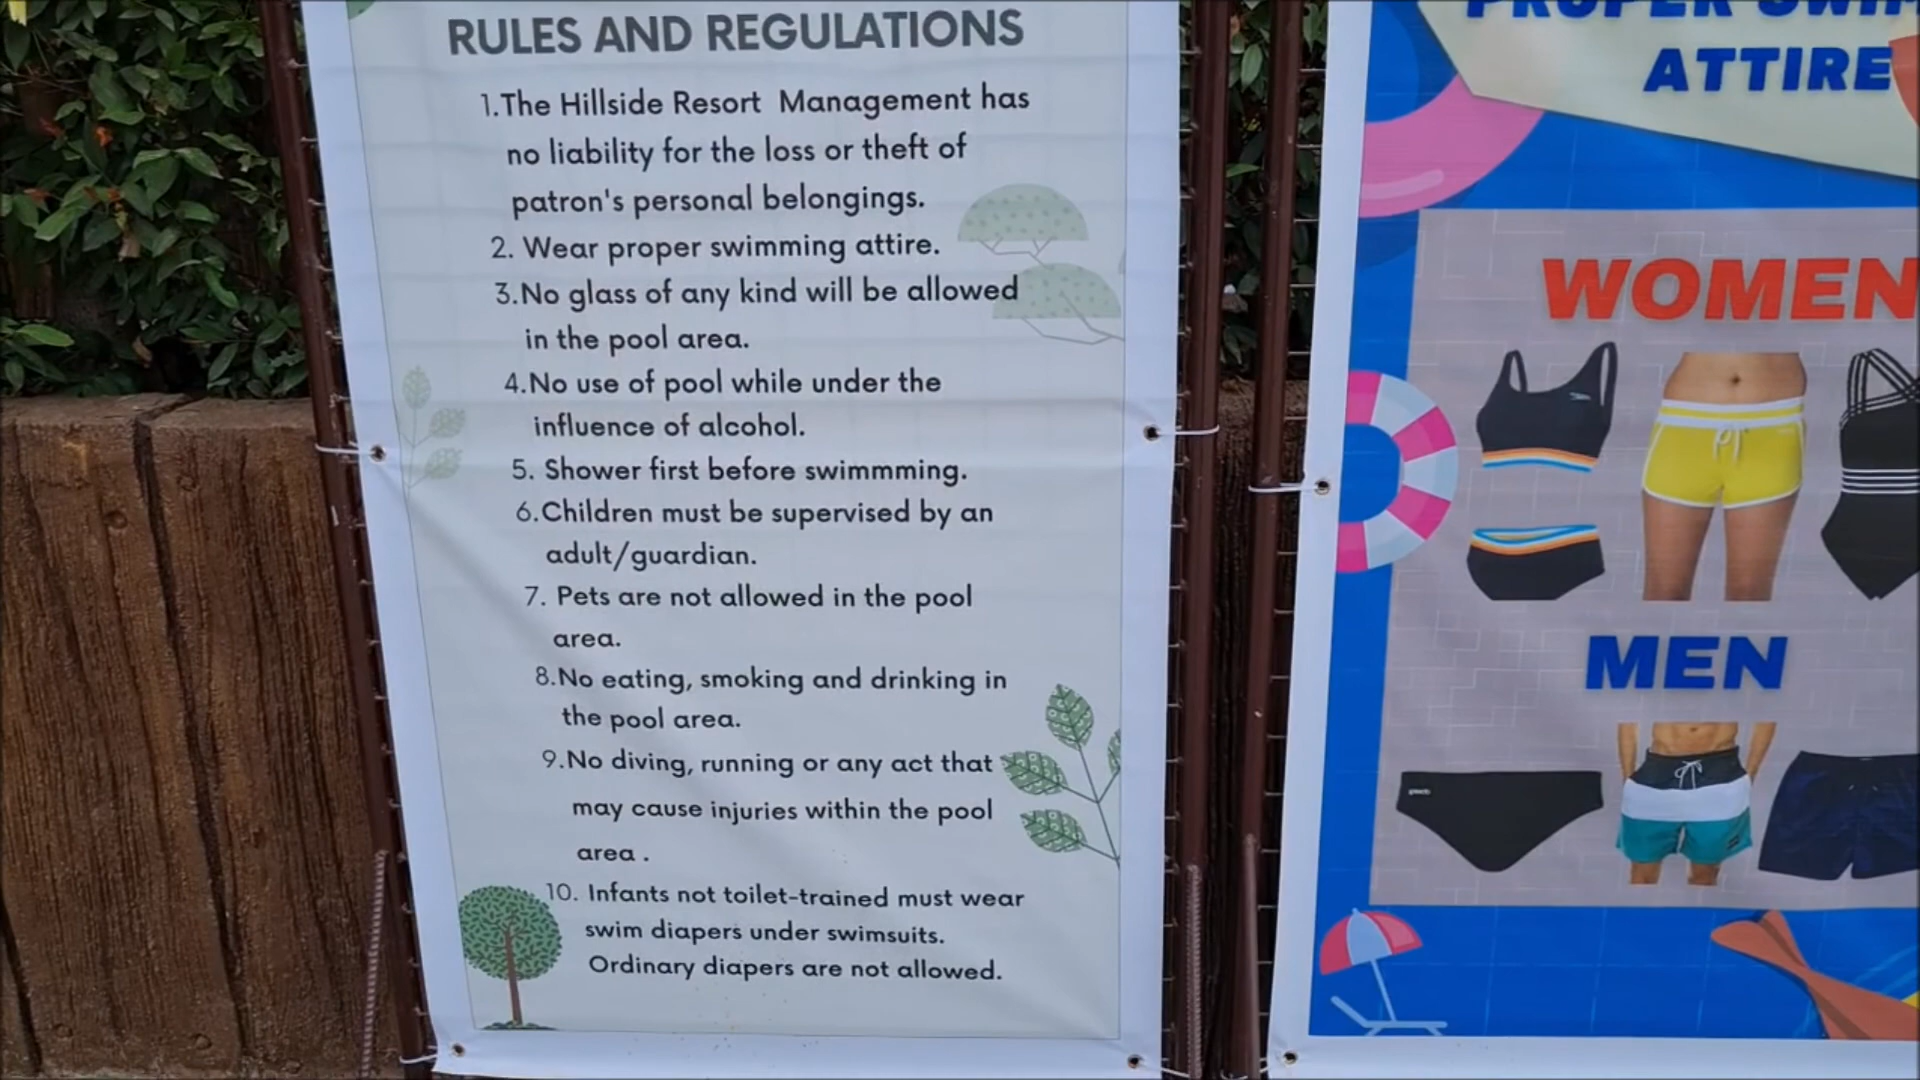 RULES AND REGULATIONS
1.The Hillside Resort Management has
no liability for the loss or theft of
patron's personal belongings.
2. Wear proper swimming attire.
3.No glass of any kind will be allowed
in the pool area.
4.No use of pool while under the
influence of alcohol.
5. Shower first before swimmming.
6.Children must be supervised by an
adult/guardian.
7. Pets are not allowed in the pool
area.
8.No eating, smoking and drinking in
the pool area.
9.No diving, running or any act that
may cause injuries within the pool
area .
10. Infants not toilet-trained must wear
swim diapers under swimsuits.
Ordinary diapers are not allowed.
PROPER SWIM
ATTIRE
WOMEN
MEN